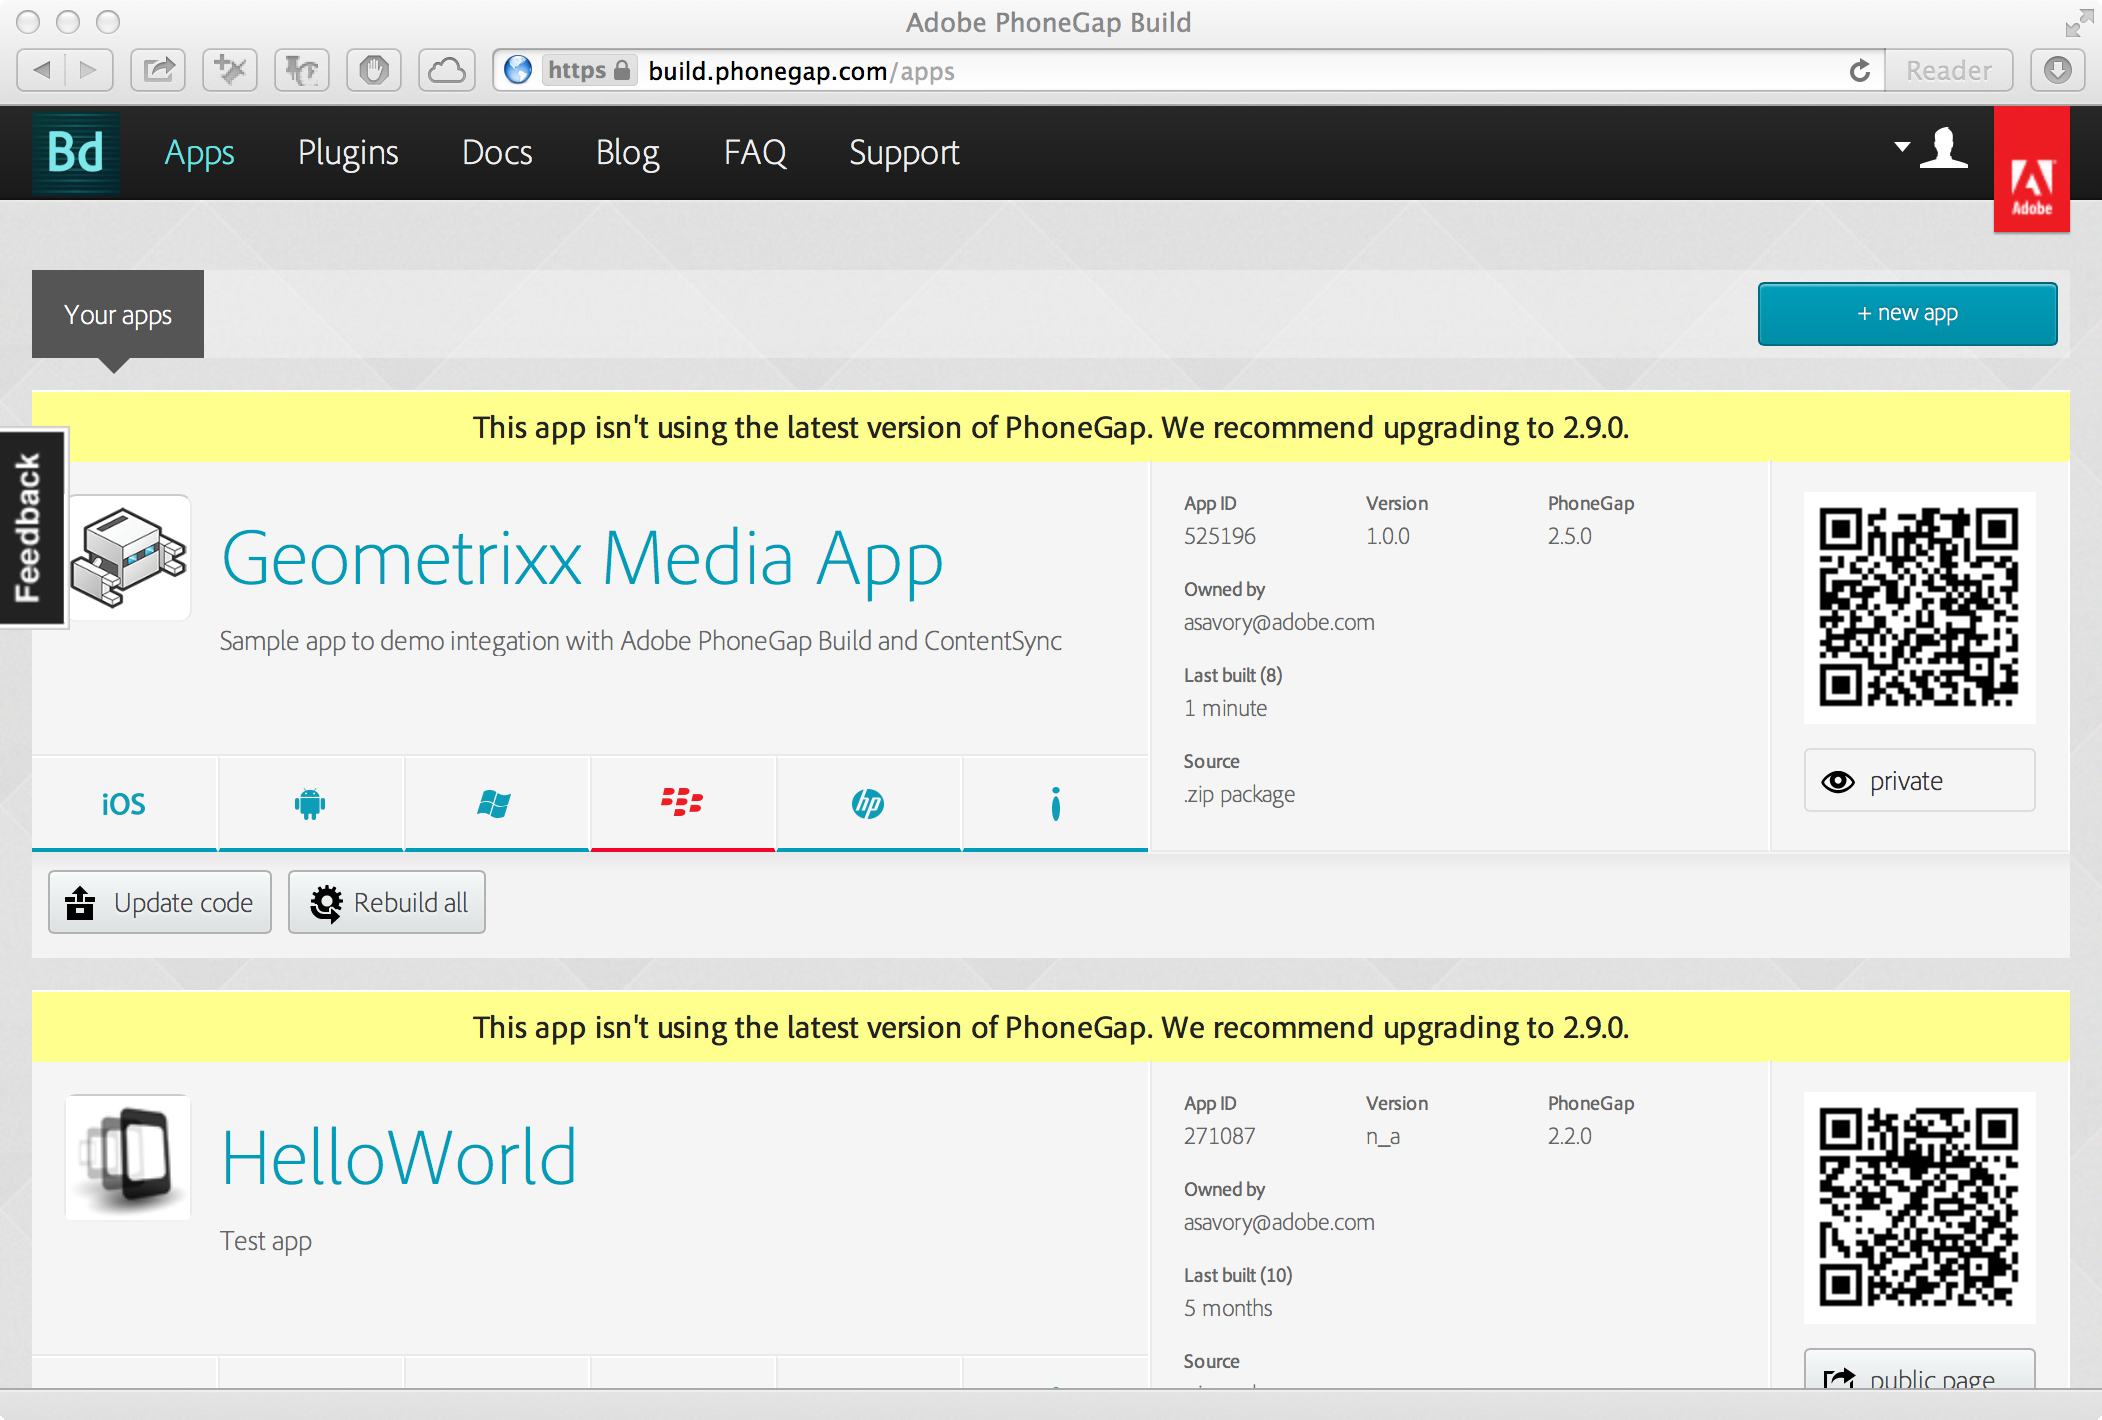 Adobe PhoneGap Build
https build.phonegap.com/apps Reader
Bd Apps Plugins Docs Blog FAQ Support
Adobe
Your apps
+ new app
This app isn't using the latest version of PhoneGap. We recommend upgrading to 2.9.0.
Feedback
Geometrixx Media App
Sample app to demo integation with Adobe PhoneGap Build and ContentSync
App ID Version PhoneGap
525196 1.0.0 2.5.0
Owned by
asavory@adobe.com
Last built (8)
1 minute
Source
.zip package
private
iOS hp
Update code Rebuild all
This app isn't using the latest version of PhoneGap. We recommend upgrading to 2.9.0.
HelloWorld
Test app
App ID Version PhoneGap
271087 n_a 2.2.0
Owned by
asavory@adobe.com
Last built (10)
5 months
Source
public page